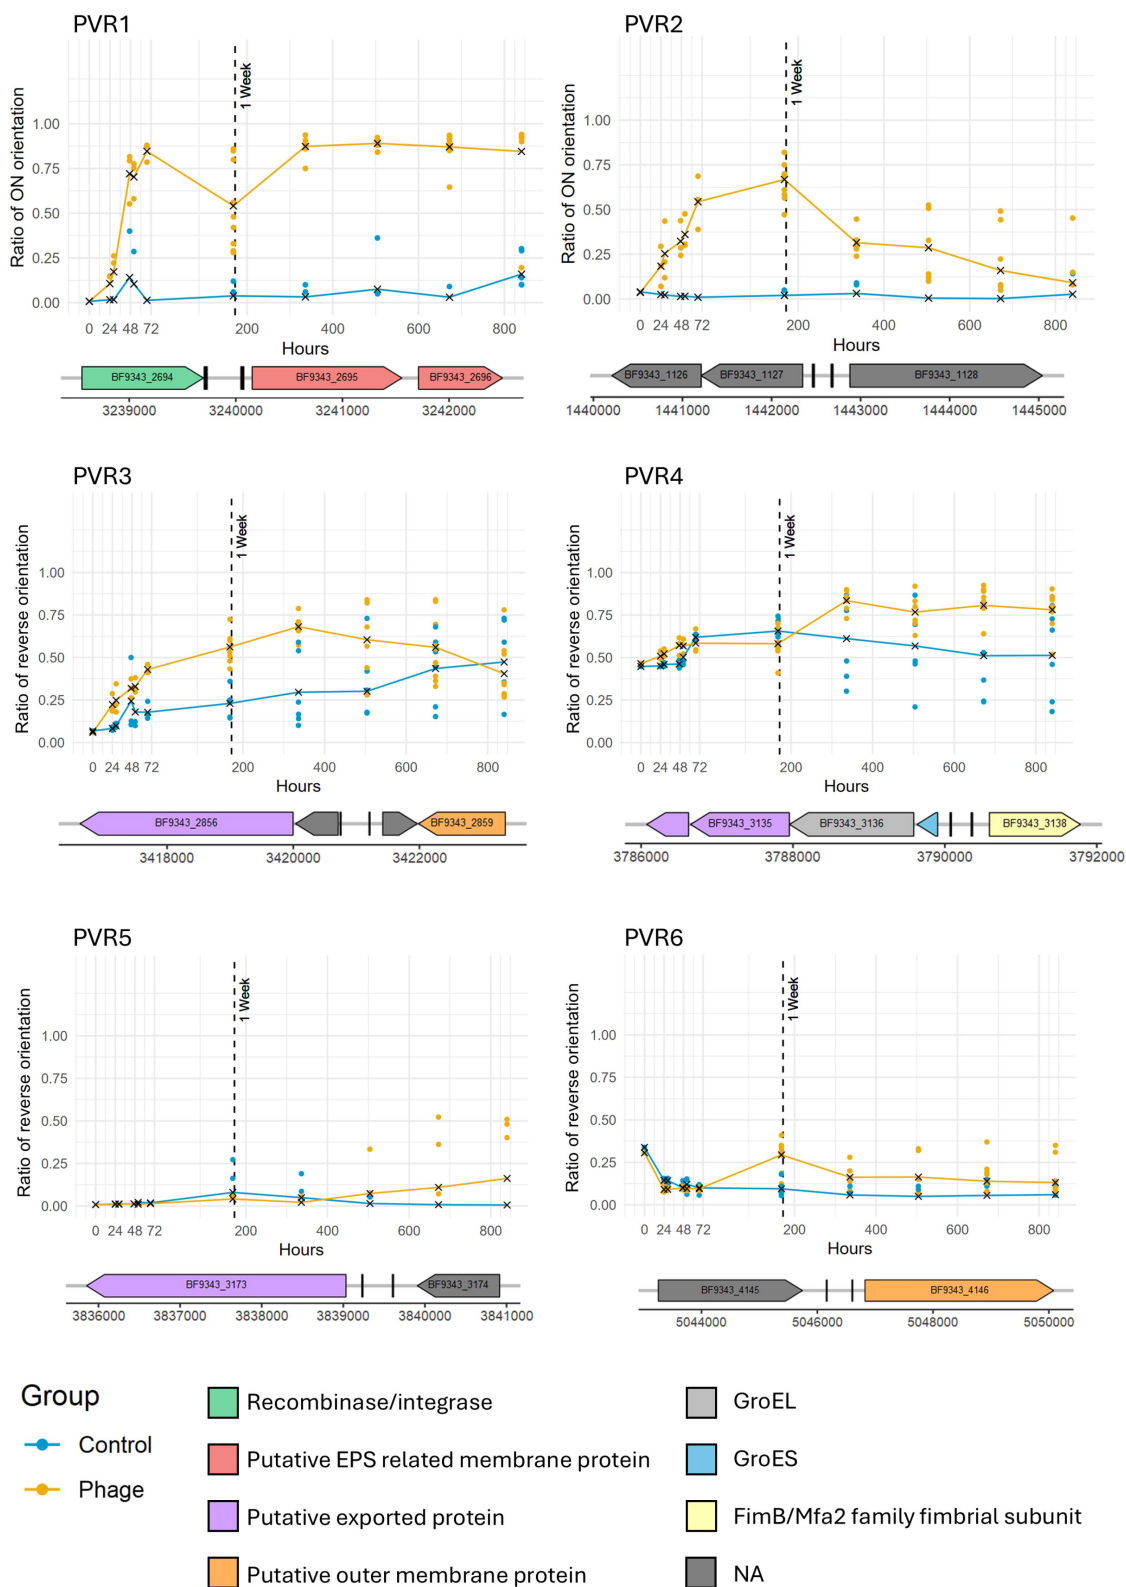 PVR1
1 Week
Ratio of ON orientation
1.00
0.75
0.50
0.25
0.00
0 24 48 72 200 400 600 800
Hours
BF9343_2694 BF9343_2695 BF9343_2696
3239000 3240000 3241000 3242000
PVR2
1 Week
Ratio of ON orientation
1.00
0.75
0.50
0.25
0.00
0 24 48 72 200 400 600 800
Hours
BF9343_1126 BF9343_1127 BF9343_1128
1440000 1441000 1442000 1443000 1444000 1445000
PVR3
1 Week
Ratio of reverse orientation
1.00
0.75
0.50
0.25
0.00
0 24 48 72 200 400 600 800
Hours
BF9343_2856 BF9343_2859
3418000 3420000 3422000
PVR4
1 Week
Ratio of reverse orientation
1.00
0.75
0.50
0.25
0.00
0 24 48 72 200 400 600 800
Hours
BF9343_3135 BF9343_3136 BF9343_3138
3786000 3788000 3790000 3792000
PVR5
1 Week
Ratio of reverse orientation
1.00
0.75
0.50
0.25
0.00
0 24 48 72 200 400 600 800
Hours
BF9343_3173 BF9343_3174
3836000 3837000 3838000 3839000 3840000 3841000
PVR6
1 Week
Ratio of reverse orientation
1.00
0.75
0.50
0.25
0.00
0 24 48 72 200 400 600 800
Hours
BF9343_4145 BF9343_4146
5044000 5046000 5048000 5050000
Group
Control
Phage
Recombinase/integrase
Putative EPS related membrane protein
Putative exported protein
Putative outer membrane protein
GroEL
GroES
FimB/Mfa2 family fimbrial subunit
NA